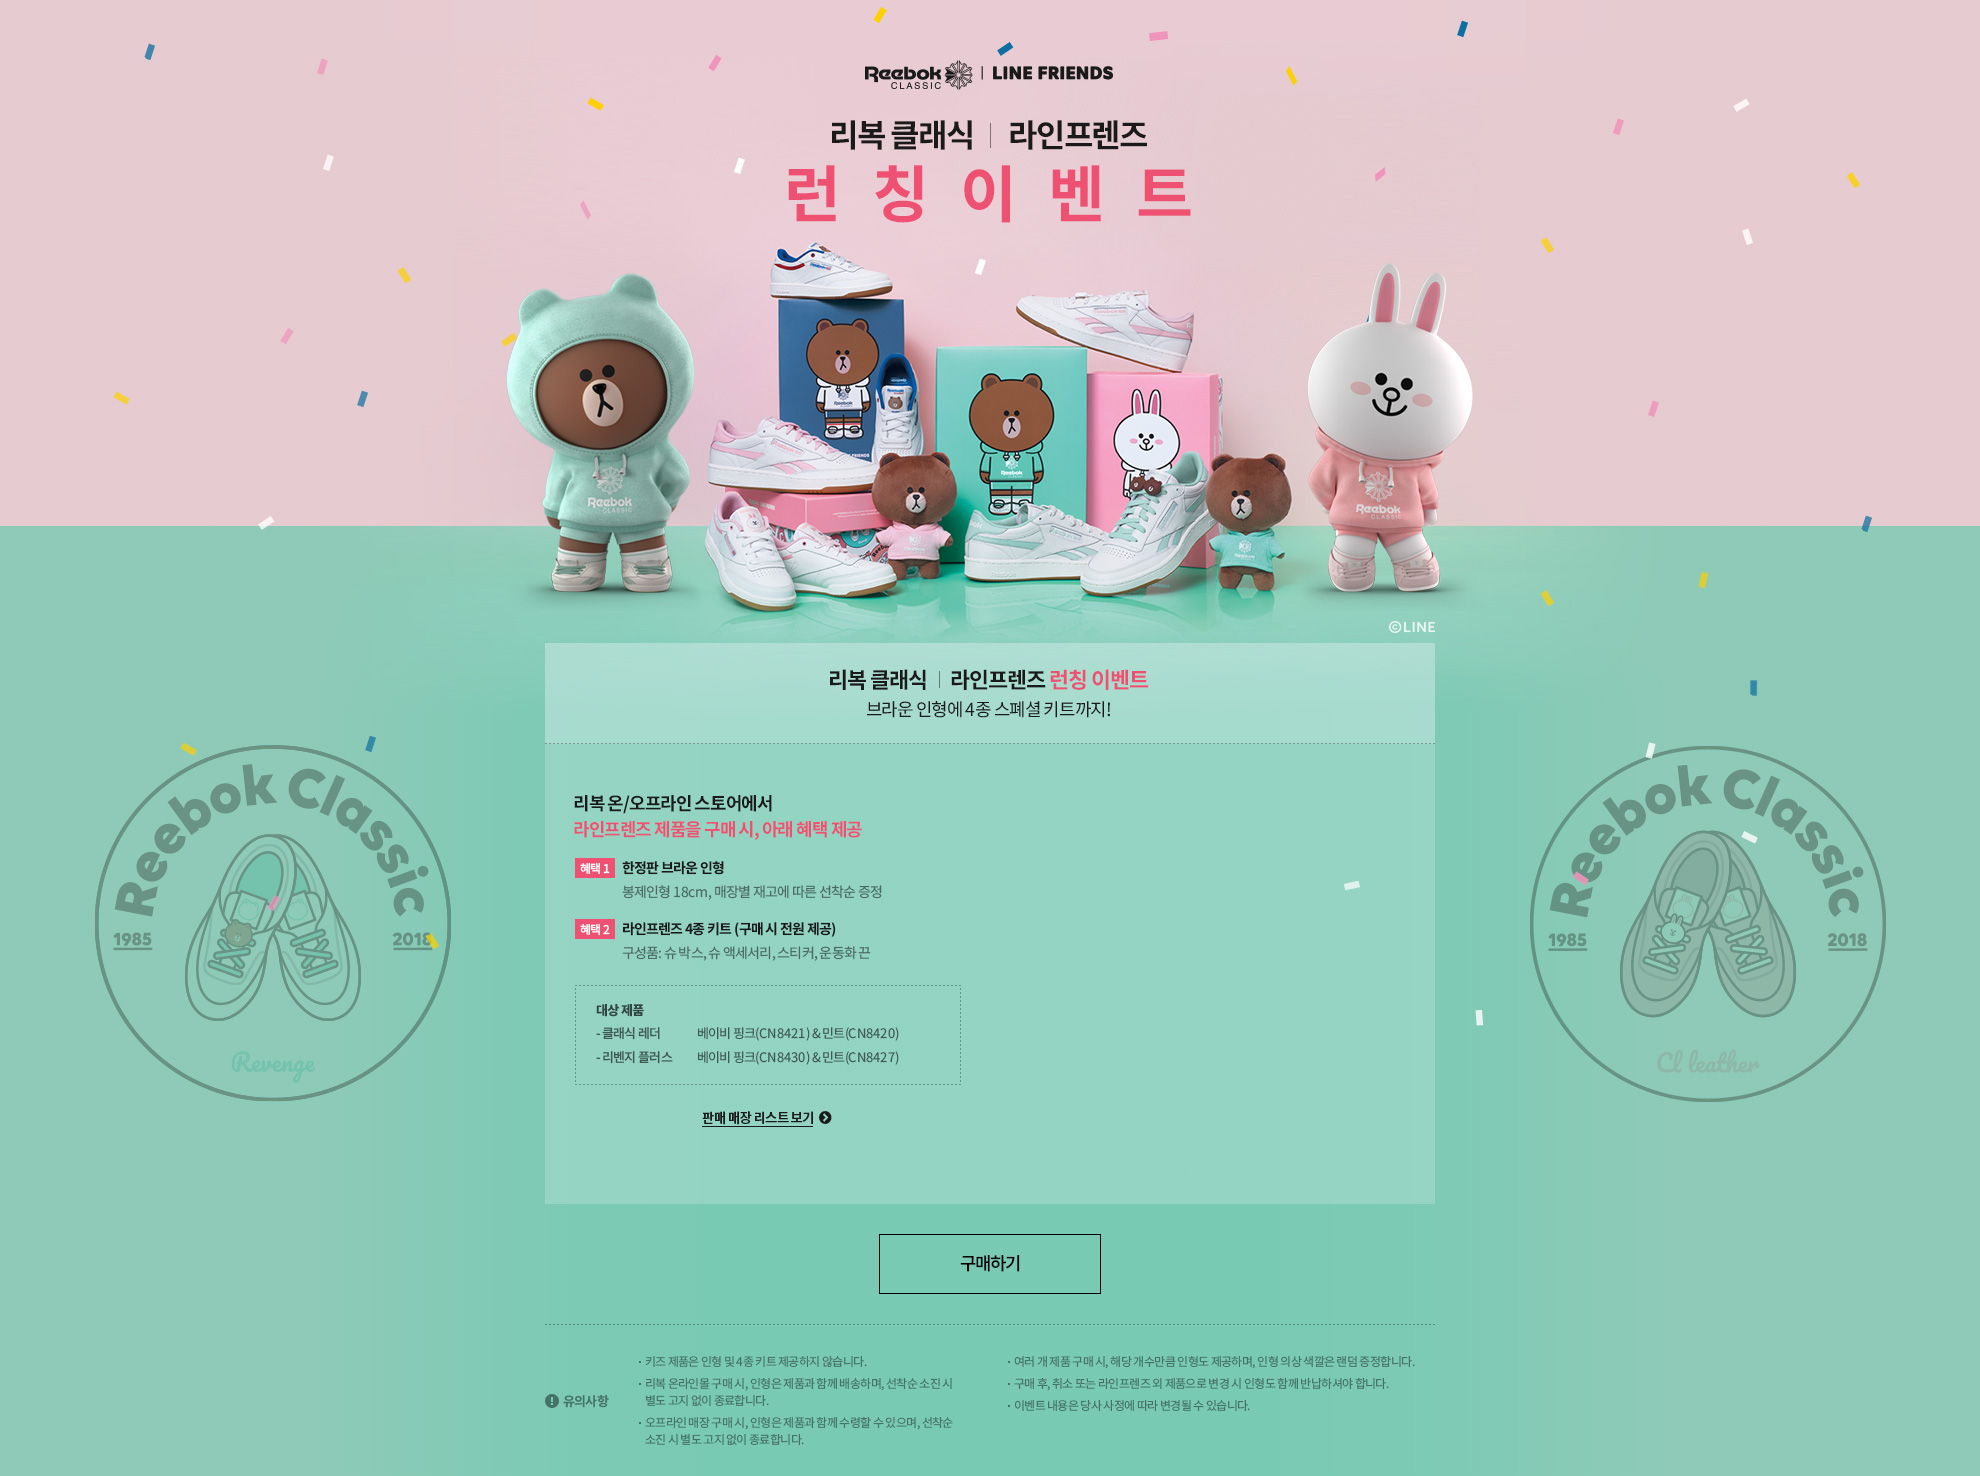 Reebok CLASSIC | LINE FRIENDS
리복 클래식 | 라인프렌즈
런칭이벤트
Reebok
CLASSIC
Reebok
CLASSIC
©LINE
리복 클래식 | 라인프렌즈 런칭 이벤트
브라운 인형에 4종 스페셜 키트까지!
Reebok Classic
1985
2018
Revenge
Reebok Classic
1985
2018
Cl leather
리복 온/오프라인 스토어에서
라인프렌즈 제품을 구매 시, 아래 혜택 제공
혜택 1 한정판 브라운 인형
봉제인형 18cm, 매장별 재고에 따른 선착순 증정
혜택 2 라인프렌즈 4종 키트 (구매 시 전원 제공)
구성품: 슈 박스, 슈 액세서리, 스티커, 운동화 끈
대상 제품
- 클래식 레더 베이비 핑크(CN8421) & 민트(CN8420)
- 리벤지 플러스 베이비 핑크(CN8430) & 민트(CN8427)
판매 매장 리스트 보기
구매하기
유의사항
· 키즈 제품은 인형 및 4종 키트 제공하지 않습니다.
· 리복 온라인몰 구매 시, 인형은 제품과 함께 배송하며, 선착순 소진 시
별도 고지 없이 종료합니다.
· 오프라인 매장 구매 시, 인형은 제품과 함께 수령할 수 있으며, 선착순
소진 시 별도 고지 없이 종료합니다.
· 여러 개 제품 구매 시, 해당 개수만큼 인형도 제공하며, 인형 의상 색깔은 랜덤 증정합니다.
· 구매 후, 취소 또는 라인프렌즈 외 제품으로 변경 시 인형도 함께 반납하셔야 합니다.
· 이벤트 내용은 당사 사정에 따라 변경될 수 있습니다.